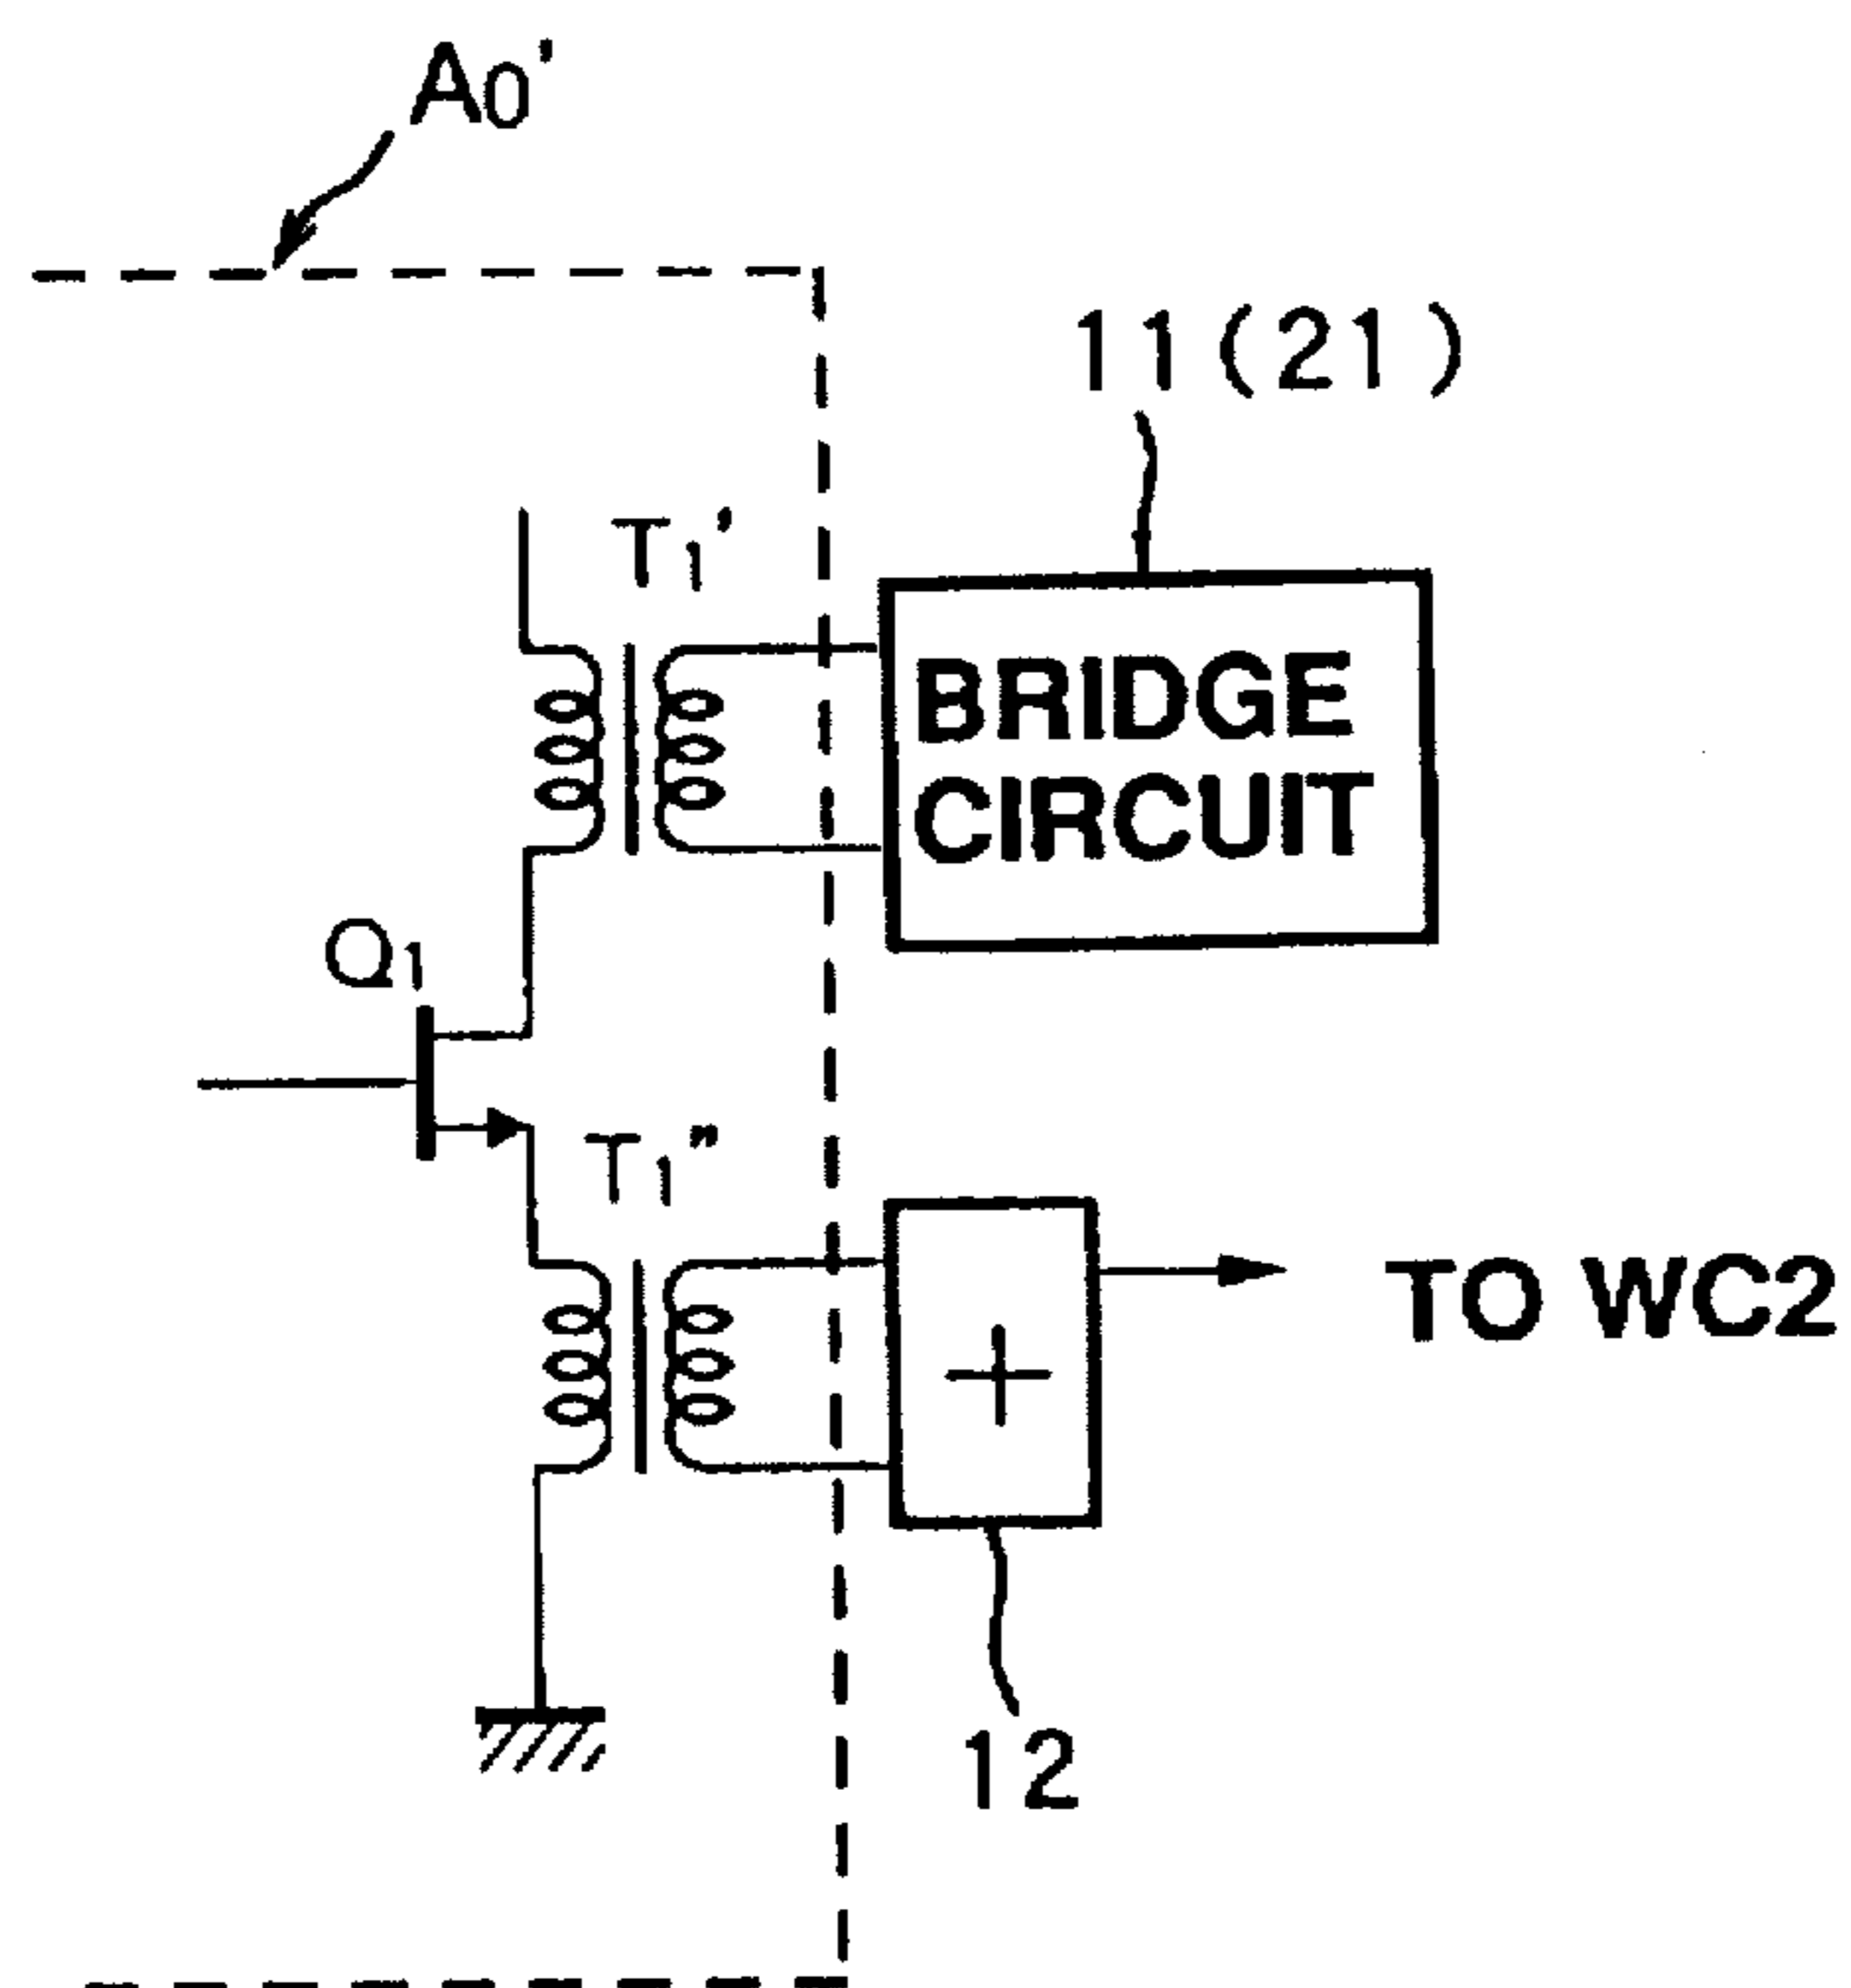 A0'
11(21)
T1'
BRIDGE
CIRCUIT
Q1
T1"
+
TO WC2
12